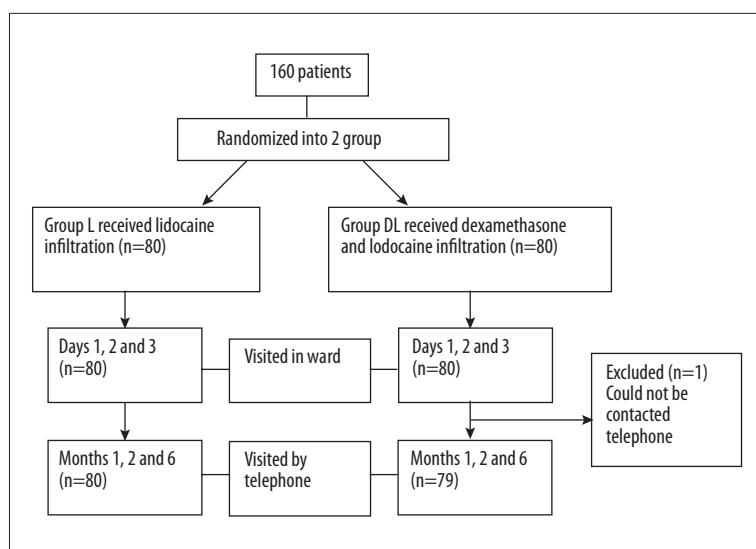 160 patients
Randomized into 2 group
Group L received lidocaine
infiltration (n=80)
Group DL received dexamethasone
and lodocaine infiltration (n=80)
Days 1, 2 and 3
(n=80)
Visited in ward
Days 1, 2 and 3
(n=80)
Excluded (n=1)
Could not be
contacted
telephone
Months 1, 2 and 6
(n=80)
Visited by
telephone
Months 1, 2 and 6
(n=79)